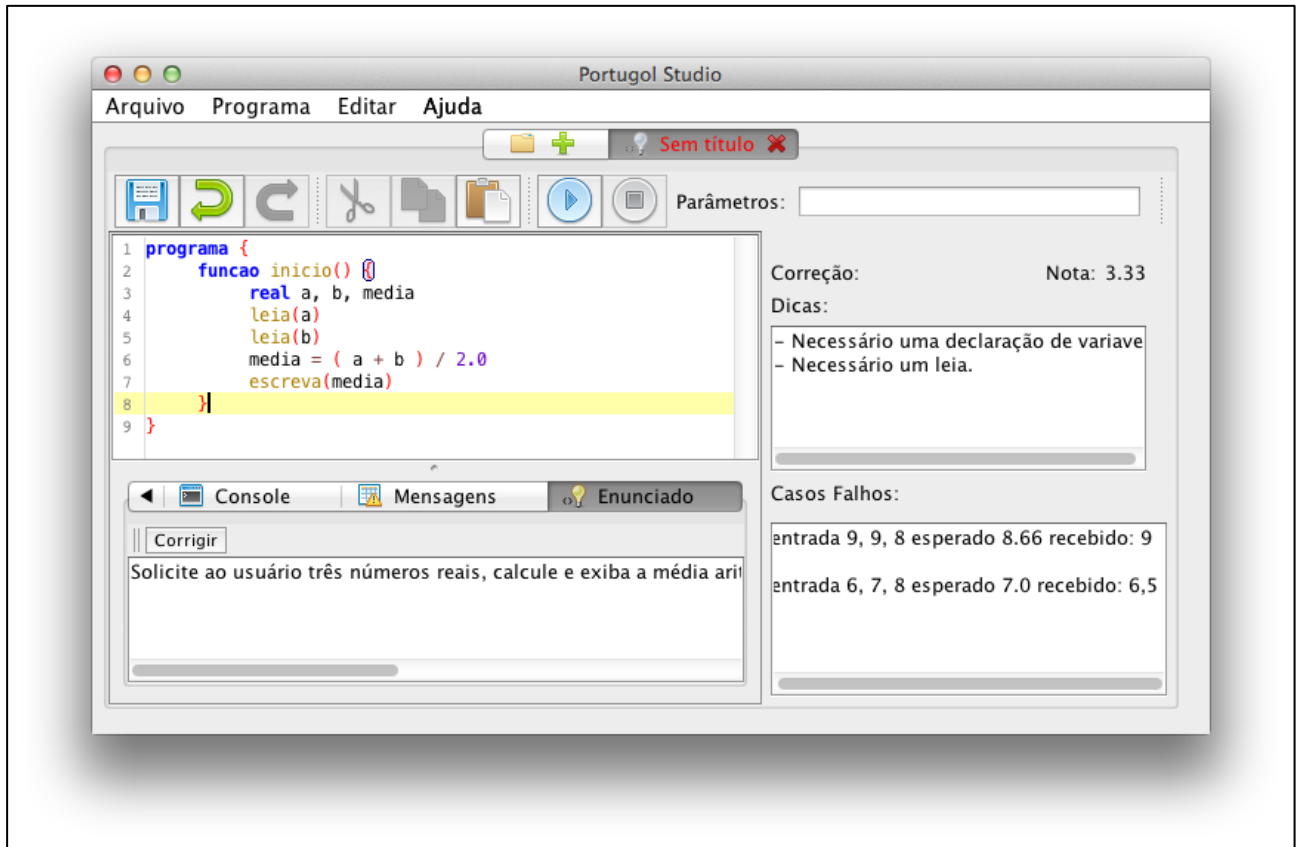 Portugol Studio
Arquivo Programa Editar Ajuda
Sem título
Parâmetros:
1 programa {
2 funcao inicio() {
3 real a, b, media
4 leia(a)
5 leia(b)
6 media = ( a + b ) / 2.0
7 escreva(media)
8 }
9 }
Correção: Nota: 3.33
Dicas:
- Necessário uma declaração de variave
- Necessário um leia.
Console Mensagens Enunciado
Corrigir
Solicite ao usuário três números reais, calcule e exiba a média arit
Casos Falhos:
entrada 9, 9, 8 esperado 8.66 recebido: 9
entrada 6, 7, 8 esperado 7.0 recebido: 6,5